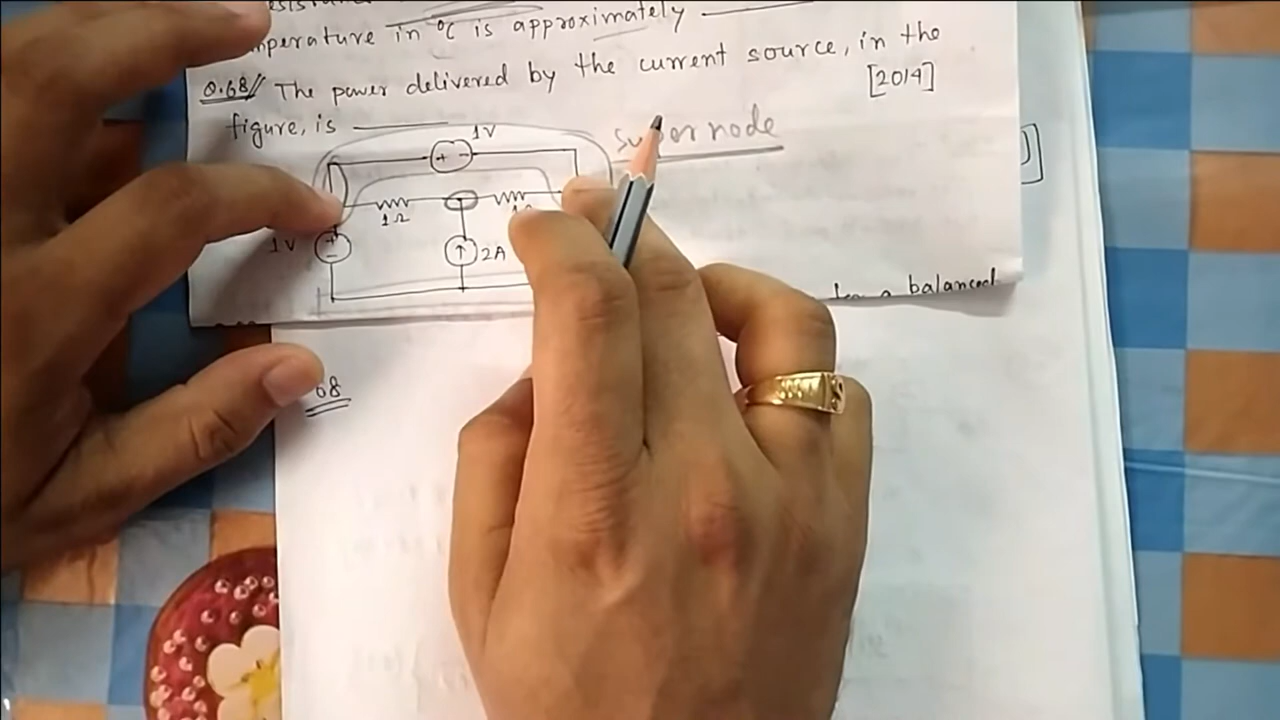 temperature in °C is approximately
Q.68// The power delivered by the current source, in the
figure, is [2014]
1V
super node
+ -
1Ω
1V
+
-
↑ 2A
a balanced
68